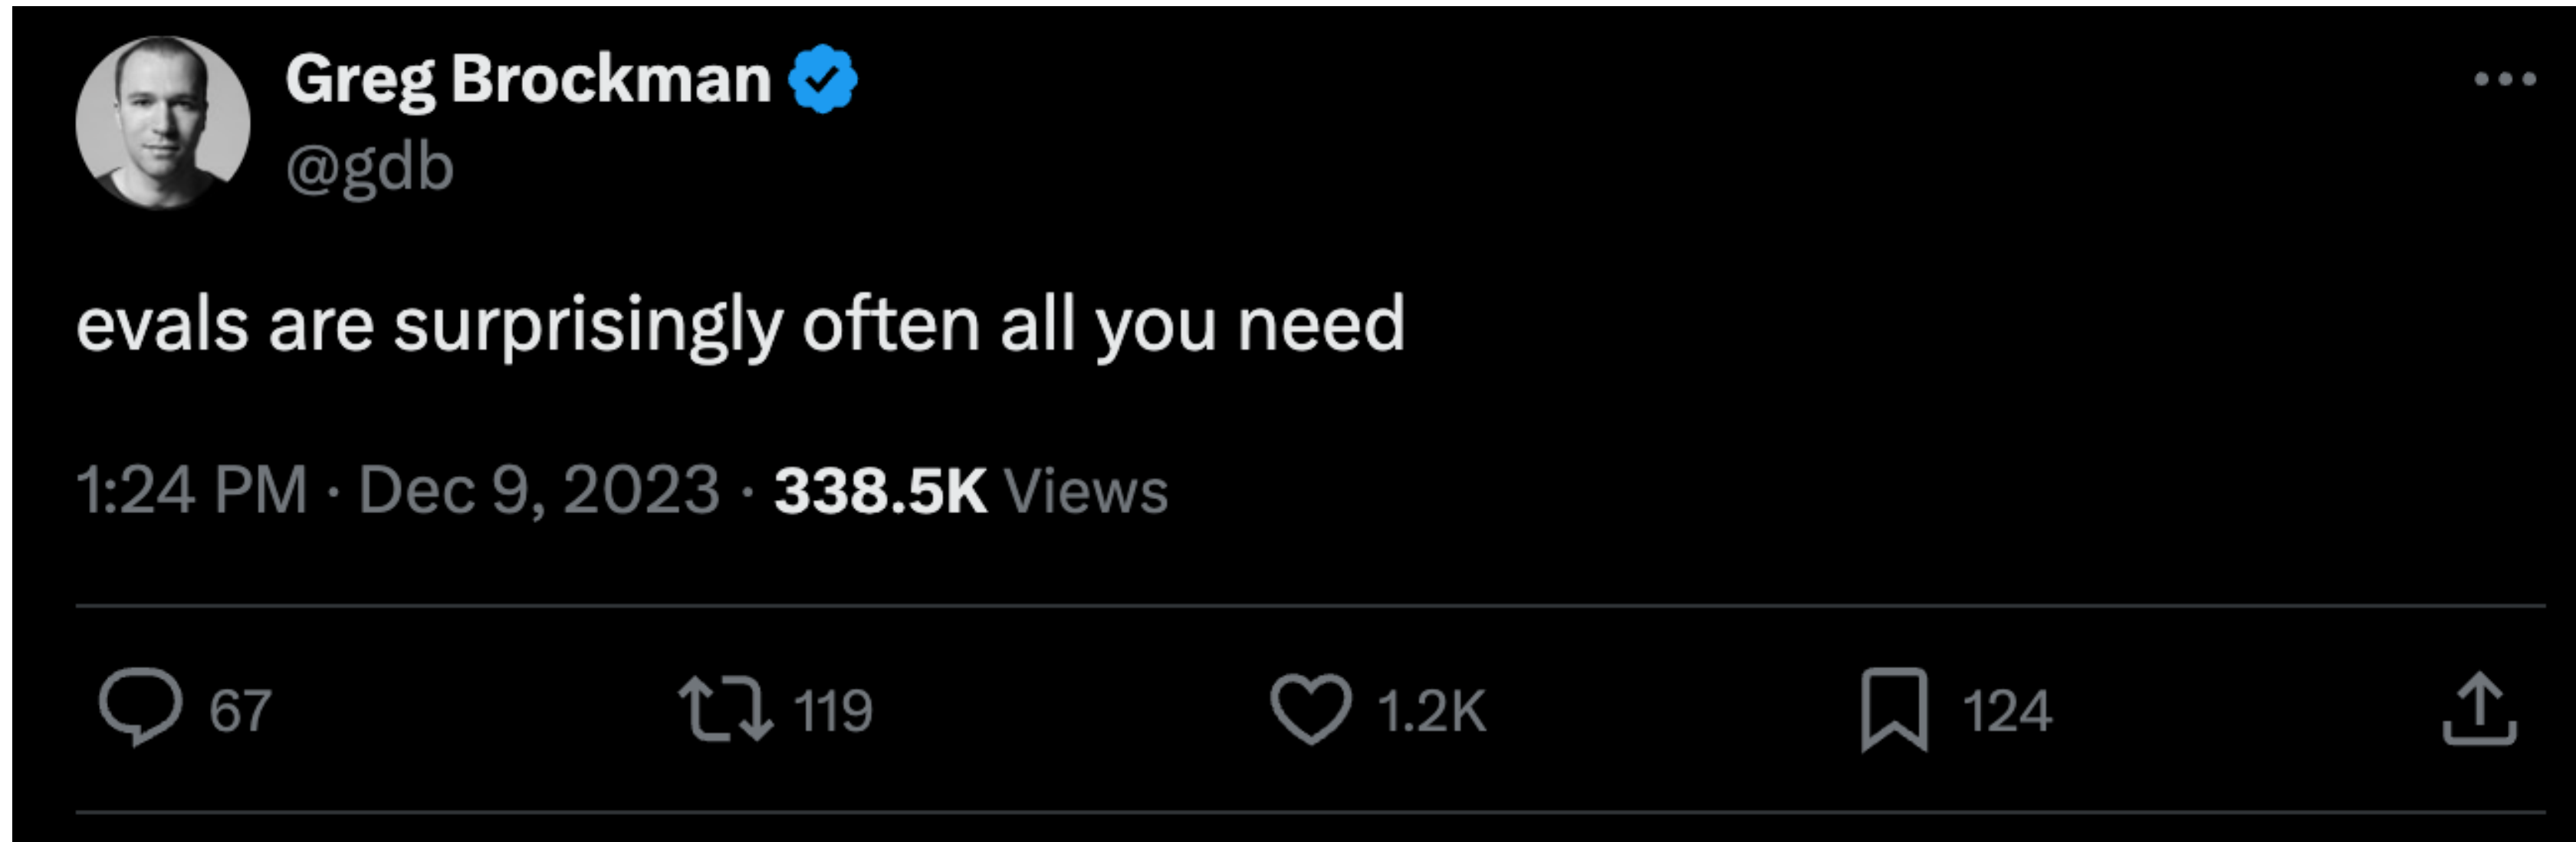 Greg Brockman
@gdb
evals are surprisingly often all you need
1:24 PM · Dec 9, 2023 · 338.5K Views
67 119 1.2K 124